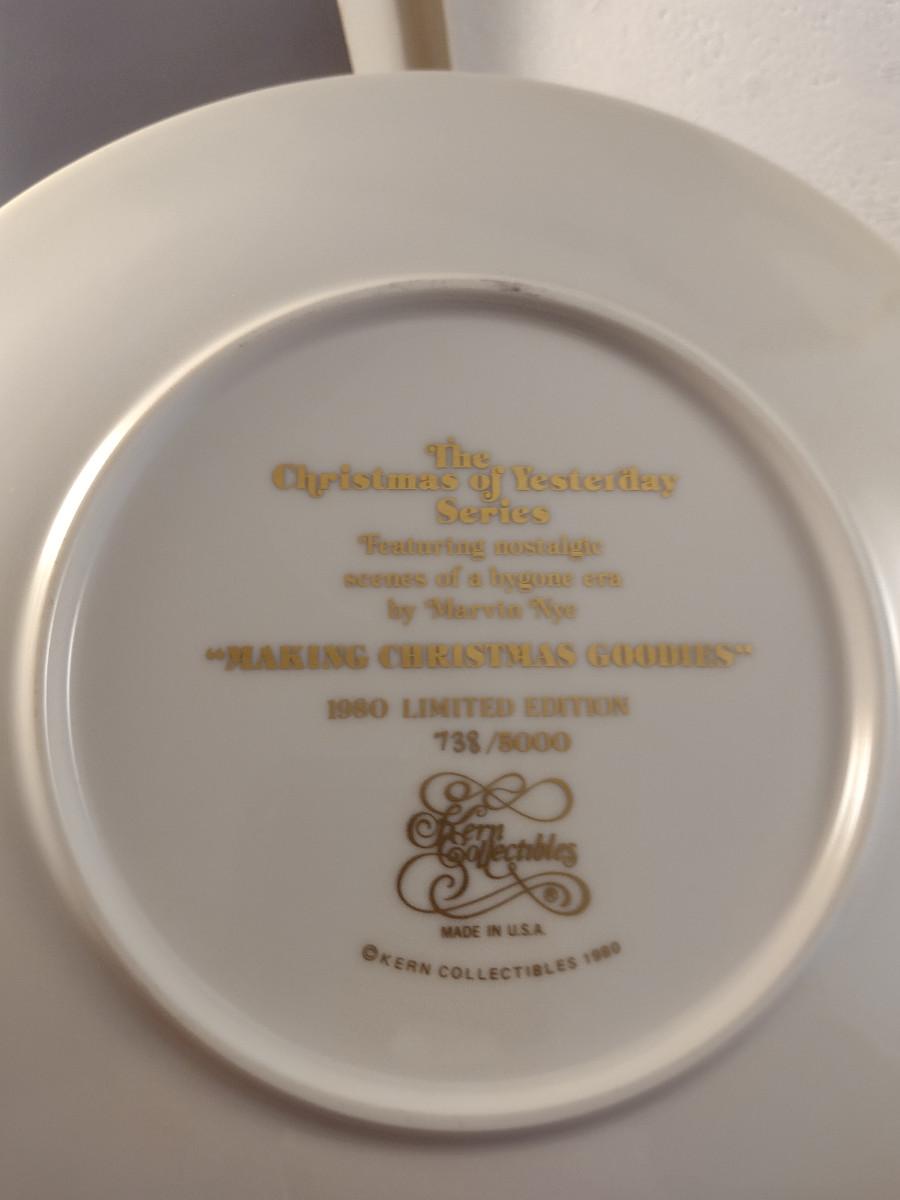 The
Christmas of Yesterday
Series
Featuring nostalgic
scenes of a bygone era
by Marvin Nye
"MAKING CHRISTMAS GOODIES"
1980 LIMITED EDITION
738/5000
Kern
Collectibles
®
MADE IN U.S.A.
©KERN COLLECTIBLES 1980